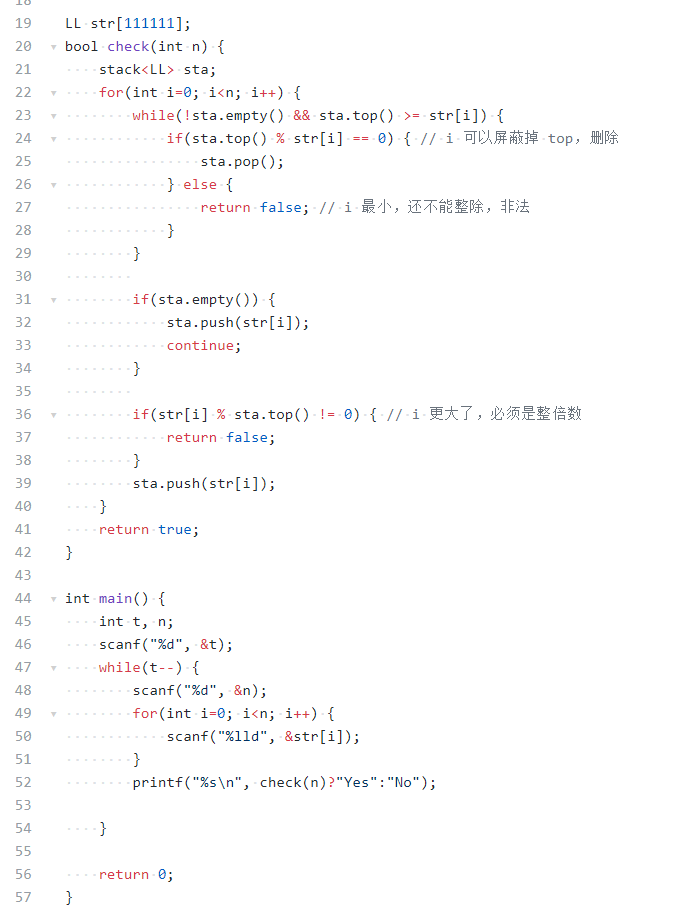 18
19 LL str[111111];
20 bool check(int n) {
21     stack<LL> sta;
22     for(int i=0; i<n; i++) {
23         while(!sta.empty() && sta.top() >= str[i]) {
24             if(sta.top() % str[i] == 0) { // i 可以屏蔽掉 top，删除
25                 sta.pop();
26             } else {
27                 return false; // i 最小，还不能整除，非法
28             }
29         }
30
31         if(sta.empty()) {
32             sta.push(str[i]);
33             continue;
34         }
35
36         if(str[i] % sta.top() != 0) { // i 更大了，必须是整倍数
37             return false;
38         }
39         sta.push(str[i]);
40     }
41     return true;
42 }
43
44 int main() {
45     int t, n;
46     scanf("%d", &t);
47     while(t--) {
48         scanf("%d", &n);
49         for(int i=0; i<n; i++) {
50             scanf("%lld", &str[i]);
51         }
52         printf("%s\n", check(n)?"Yes":"No");
53
54     }
55
56     return 0;
57 }